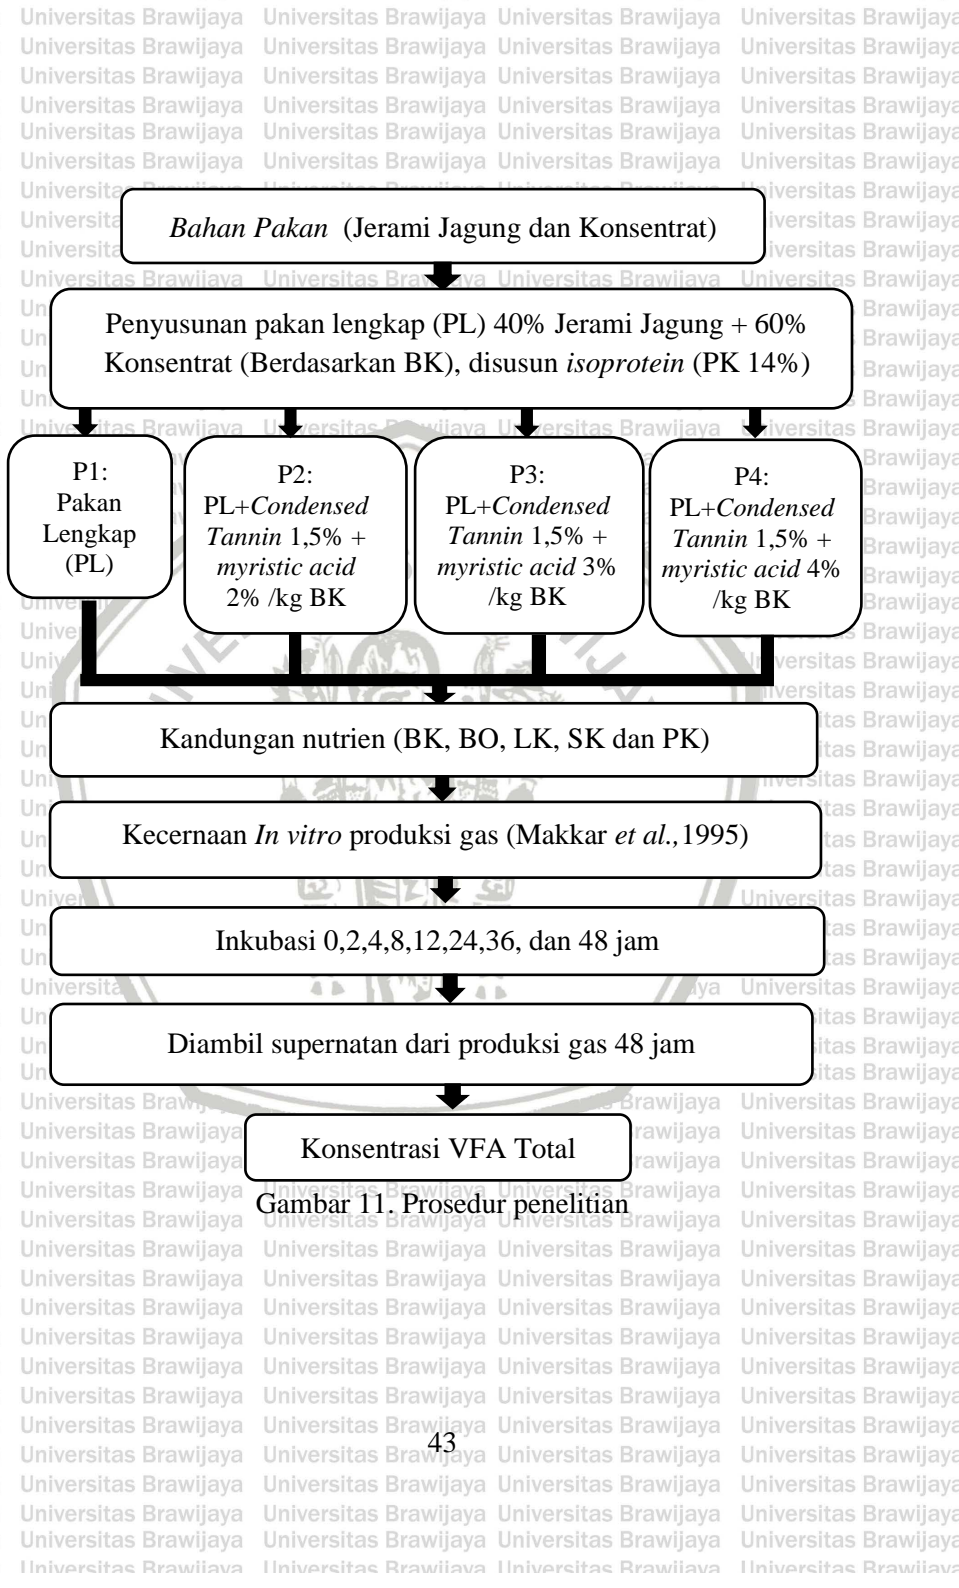 Bahan Pakan (Jerami Jagung dan Konsentrat)
Penyusunan pakan lengkap (PL) 40% Jerami Jagung + 60%
Konsentrat (Berdasarkan BK), disusun isoprotein (PK 14%)
P1:
Pakan
Lengkap
(PL)
P2:
PL+Condensed
Tannin 1,5% +
myristic acid
2% /kg BK
P3:
PL+Condensed
Tannin 1,5% +
myristic acid 3%
/kg BK
P4:
PL+Condensed
Tannin 1,5% +
myristic acid 4%
/kg BK
Kandungan nutrien (BK, BO, LK, SK dan PK)
Kecernaan In vitro produksi gas (Makkar et al.,1995)
Inkubasi 0,2,4,8,12,24,36, dan 48 jam
Diambil supernatan dari produksi gas 48 jam
Konsentrasi VFA Total
Gambar 11. Prosedur penelitian
43